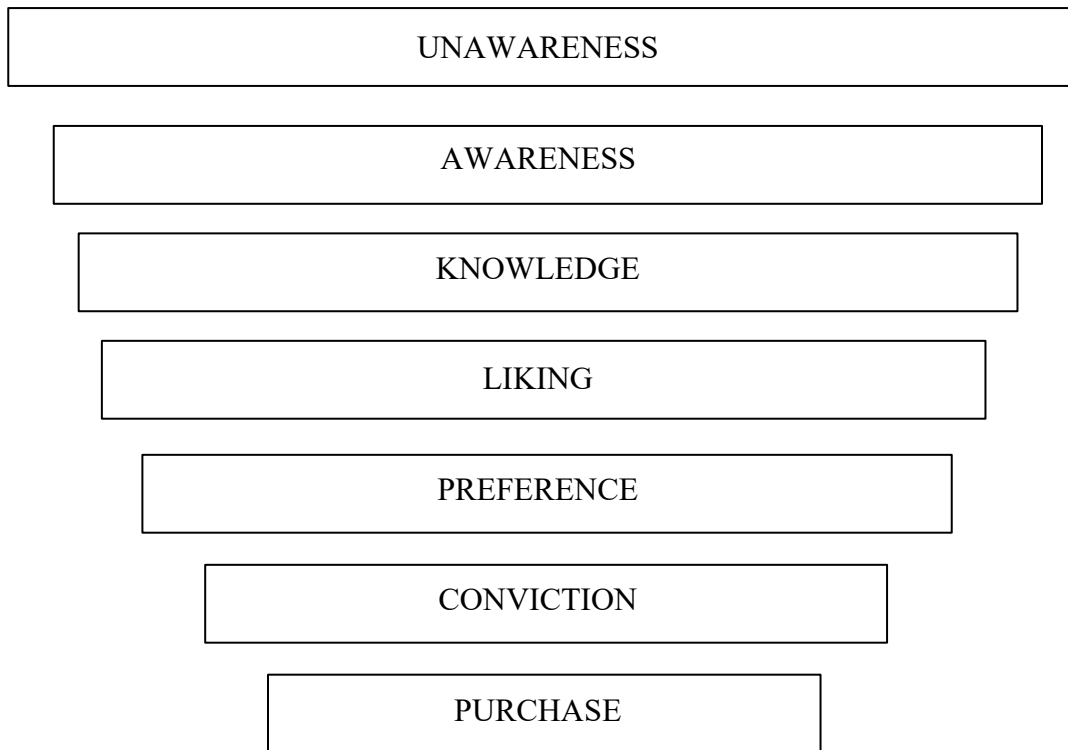 UNAWARENESS
AWARENESS
KNOWLEDGE
LIKING
PREFERENCE
CONVICTION
PURCHASE